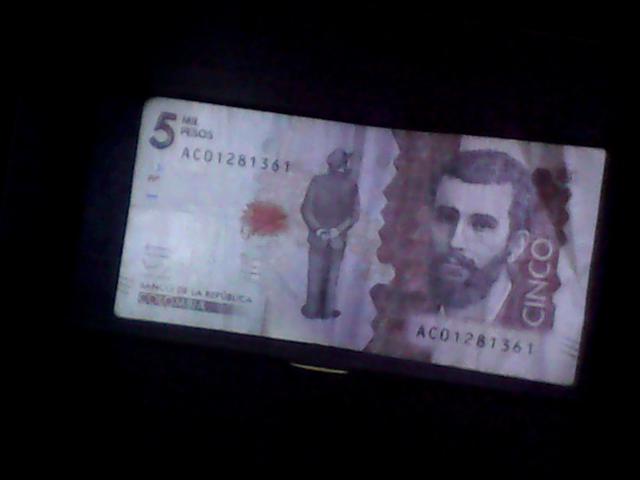 5 MIL
PESOS
AC01281361
BANCO DE LA REPÚBLICA
COLOMBIA
CINCO
AC01281361